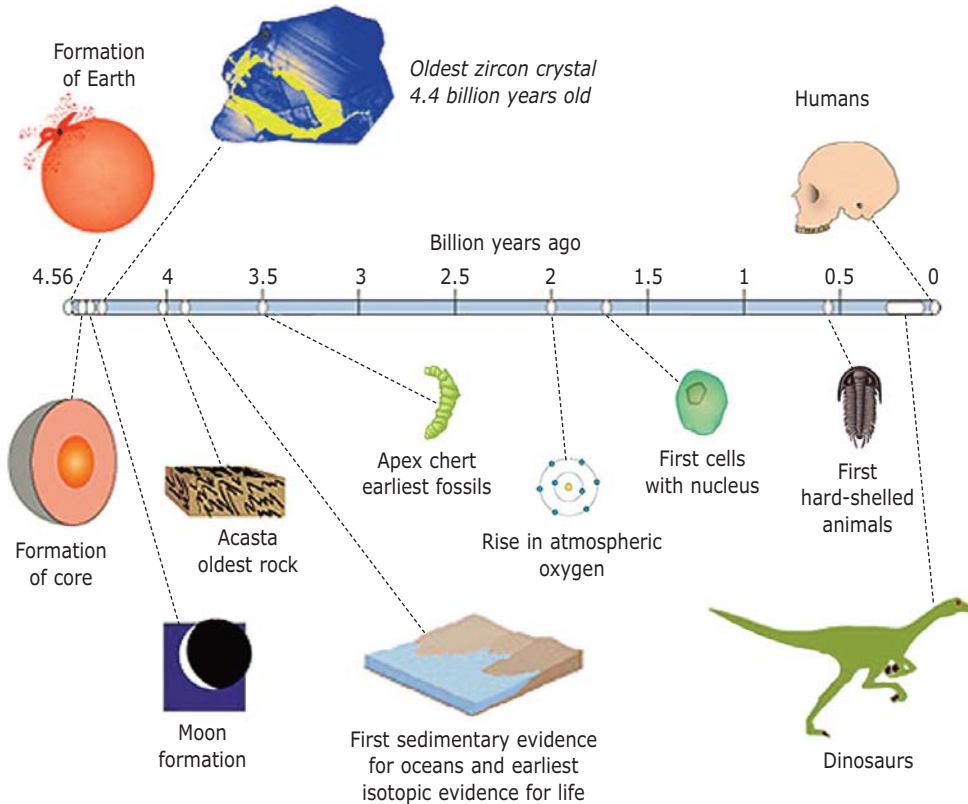 Formation
of Earth
Oldest zircon crystal
4.4 billion years old
Humans
Billion years ago
4.56 4 3.5 3 2.5 2 1.5 1 0.5 0
Apex chert
earliest fossils
First cells
with nucleus
First
hard-shelled
animals
Formation
of core
Acasta
oldest rock
Rise in atmospheric
oxygen
Moon
formation
First sedimentary evidence
for oceans and earliest
isotopic evidence for life
Dinosaurs